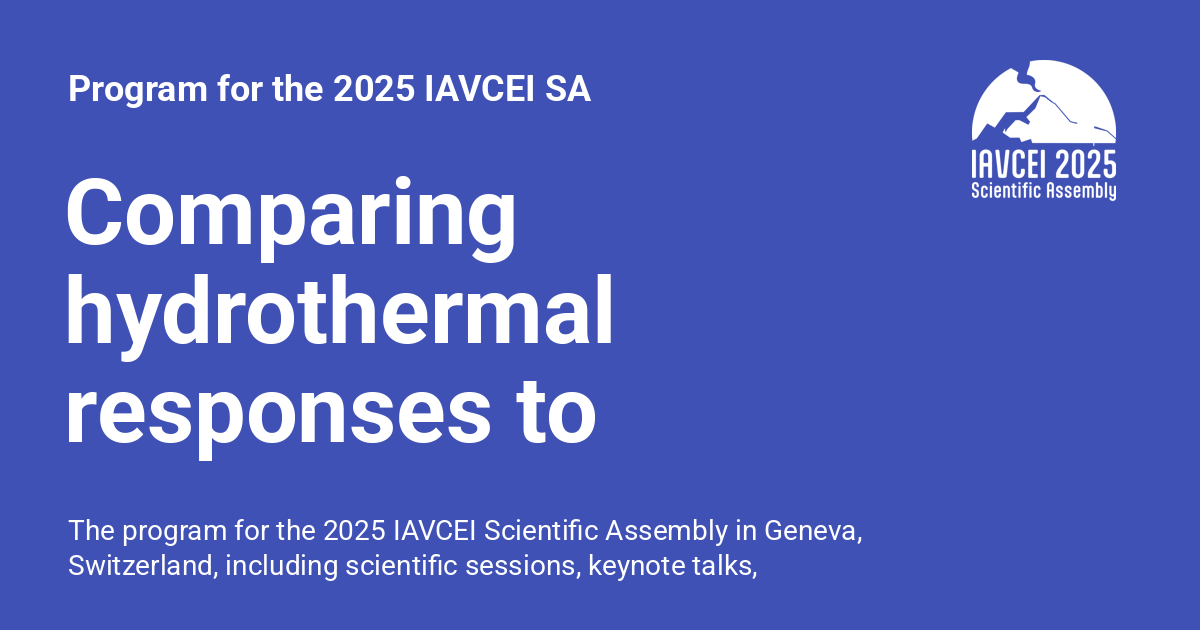 Program for the 2025 IAVCEI SA
IAVCEI 2025
Scientific Assembly
Comparing
hydrothermal
responses to
The program for the 2025 IAVCEI Scientific Assembly in Geneva,
Switzerland, including scientific sessions, keynote talks,